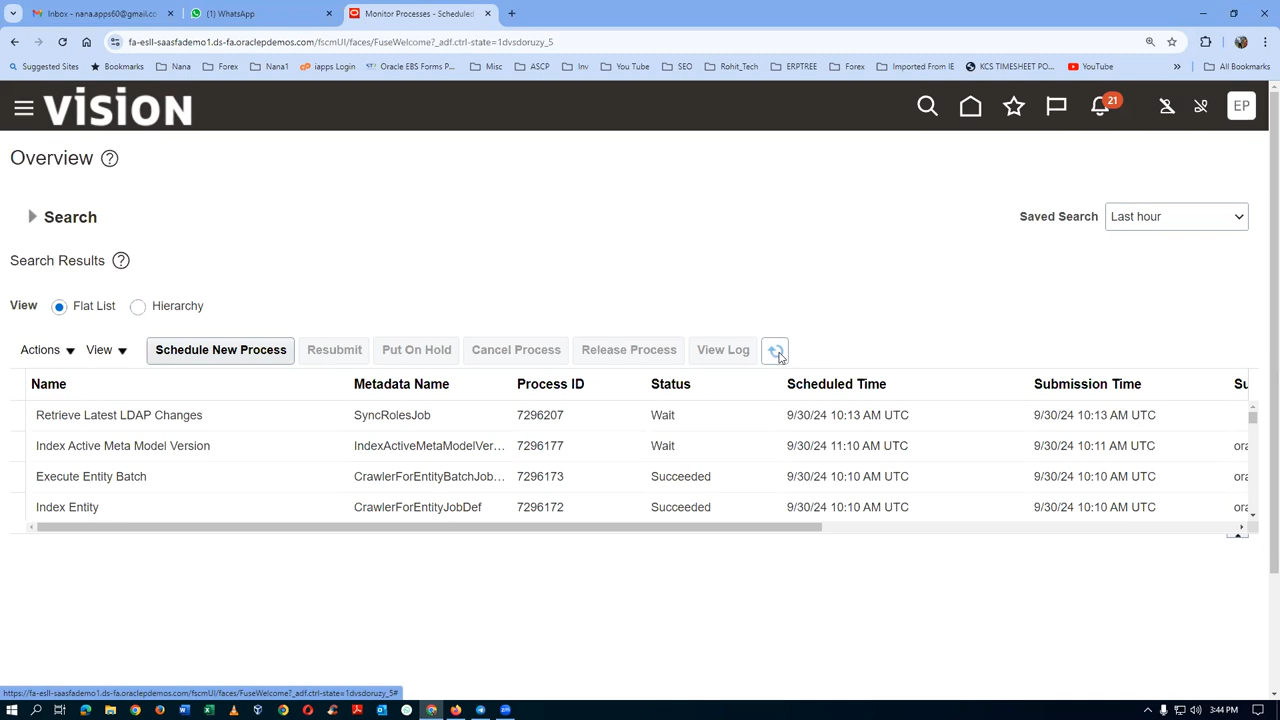 Inbox - nana.apps60@gmail.co
(1) WhatsApp
Monitor Processes - Scheduled
fa-esll-saasfademo1.ds-fa.oraclepdemos.com/fscmUI/faces/FuseWelcome?_adf.ctrl-state=1dvsdoruzy_5
Suggested Sites
Bookmarks
Nana
Forex
Nana1
iapps Login
Oracle EBS Forms P...
Misc
ASCP
Inv
You Tube
SEO
Rohit_Tech
ERPTREE
Forex
Imported From IE
KCS TIMESHEET PO...
YouTube
All Bookmarks
vision
21
EP
Overview
Search
Saved Search Last hour
Search Results
View Flat List Hierarchy
Actions View Schedule New Process Resubmit Put On Hold Cancel Process Release Process View Log
Name Metadata Name Process ID Status Scheduled Time Submission Time Su
Retrieve Latest LDAP Changes SyncRolesJob 7296207 Wait 9/30/24 10:13 AM UTC 9/30/24 10:13 AM UTC
Index Active Meta Model Version IndexActiveMetaModelVer... 7296177 Wait 9/30/24 11:10 AM UTC 9/30/24 10:11 AM UTC ora
Execute Entity Batch CrawlerForEntityBatchJob... 7296173 Succeeded 9/30/24 10:10 AM UTC 9/30/24 10:10 AM UTC ora
Index Entity CrawlerForEntityJobDef 7296172 Succeeded 9/30/24 10:10 AM UTC 9/30/24 10:10 AM UTC ora
https://fa-esll-saasfademo1.ds-fa.oraclepdemos.com/fscmUI/faces/FuseWelcome?_adf.ctrl-state=1dvsdoruzy_5#
3:44 PM